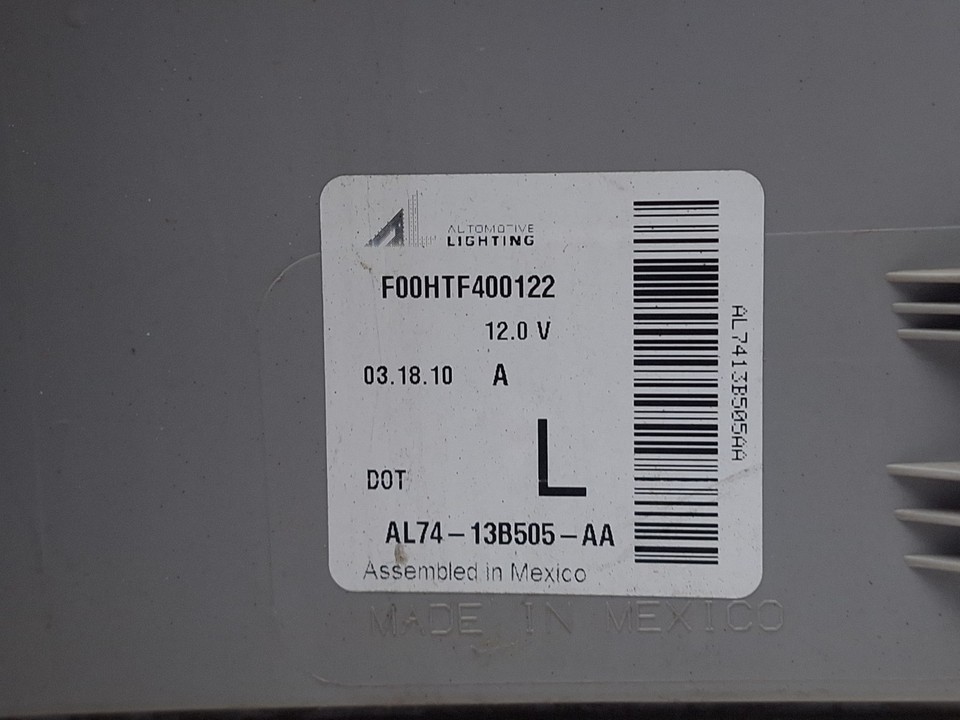 AUTOMOTIVE
LIGHTING
F00HTF400122
12.0 V
03.18.10 A
L
DOT
AL74-13B505-AA
Assembled in Mexico
AL7413B505AA
MADE IN MEXICO